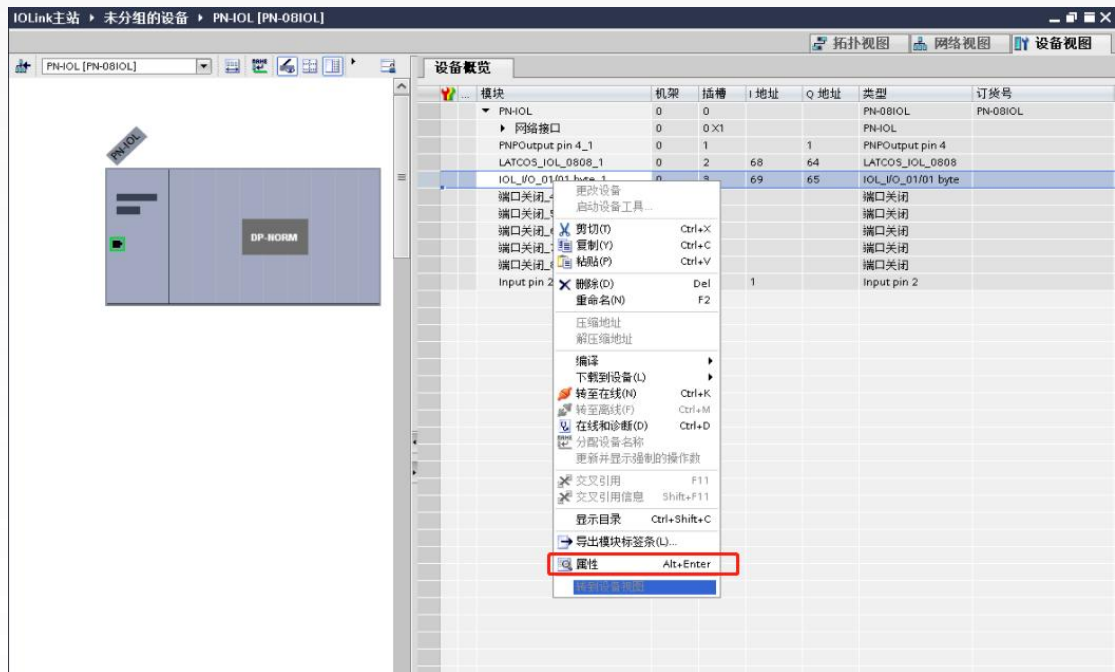 IOLink主站 ▸ 未分组的设备 ▸ PN-IOL [PN-08IOL]
拓扑视图 网络视图 设备视图
PN-IOL [PN-08IOL]
设备概览
... 模块 机架 插槽 I 地址 Q 地址 类型 订货号
PN-IOL 0 0 PN-08IOL PN-08IOL
网络接口 0 0 X1 PN-IOL
PNPOutput pin 4_1 0 1 1 PNPOutput pin 4
LATCOS_IOL_0808_1 0 2 68 64 LATCOS_IOL_0808
IOL_I/O_01/01 byte_1 0 3 69 65 IOL_I/O_01/01 byte
端口关闭_4 端口关闭
端口关闭_5 端口关闭
端口关闭_6 端口关闭
端口关闭_7 端口关闭
端口关闭_8 端口关闭
Input pin 2 1 Input pin 2
PN-IOL
DP-NORM
更改设备
启动设备工具...
剪切(T) Ctrl+X
复制(Y) Ctrl+C
粘贴(P) Ctrl+V
删除(D) Del
重命名(N) F2
压缩地址
解压缩地址
编译
下载到设备(L)
转至在线(N) Ctrl+K
转至离线(F) Ctrl+M
在线和诊断(D) Ctrl+D
分配设备名称
更新并显示强制的操作数
交叉引用 F11
交叉引用信息 Shift+F11
显示目录 Ctrl+Shift+C
导出模块标签条(L)...
属性 Alt+Enter
转到设备视图